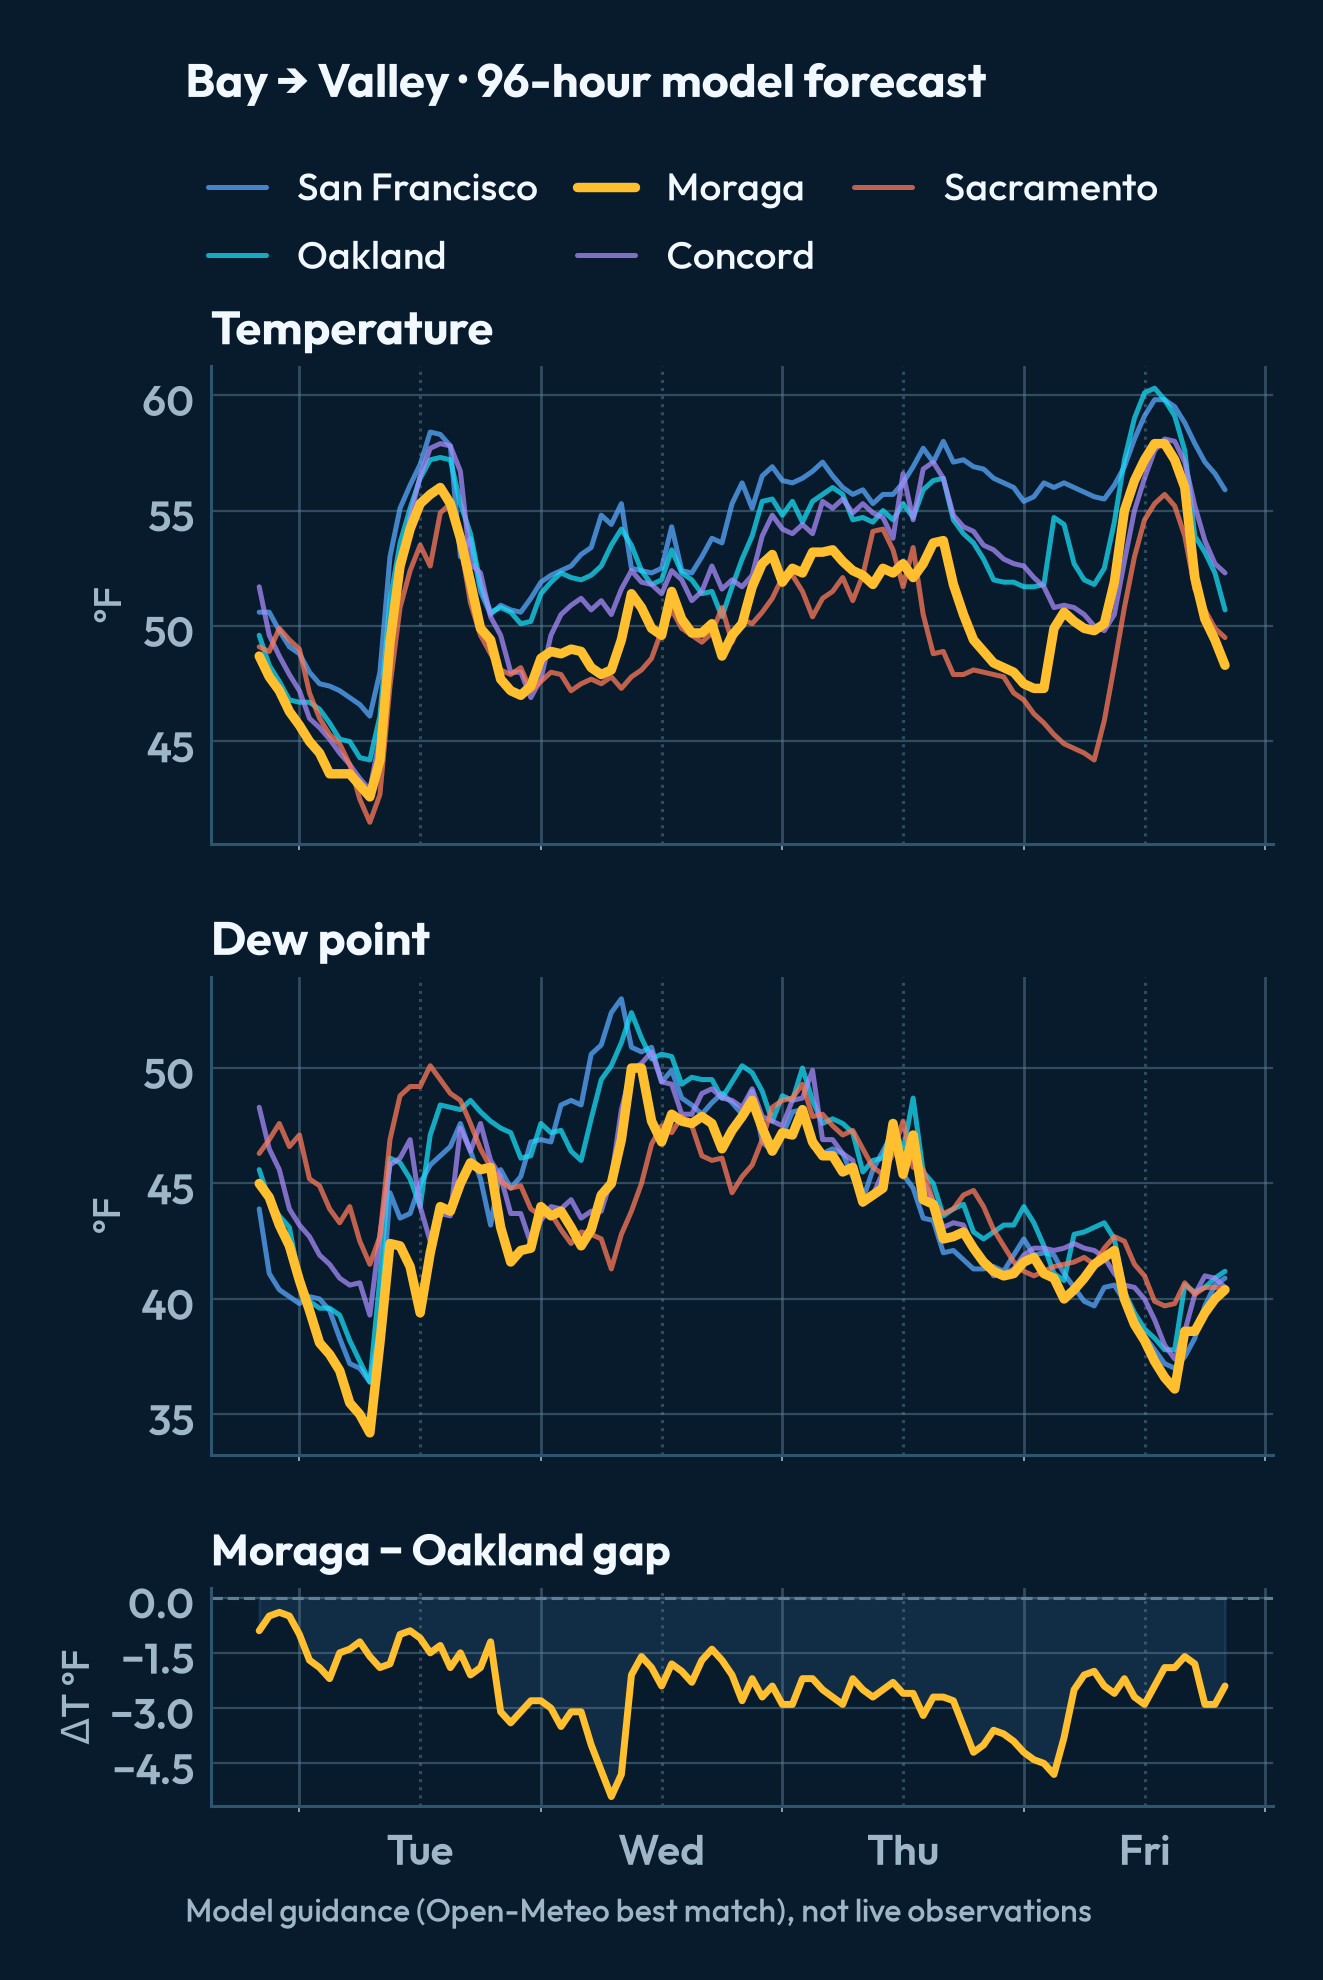 Bay → Valley · 96-hour model forecast
San Francisco Moraga Sacramento
Oakland Concord
Temperature
60
55
50
45
°F
Dew point
50
45
40
35
°F
Moraga − Oakland gap
0.0
−1.5
−3.0
−4.5
ΔT °F
Tue Wed Thu Fri
Model guidance (Open-Meteo best match), not live observations